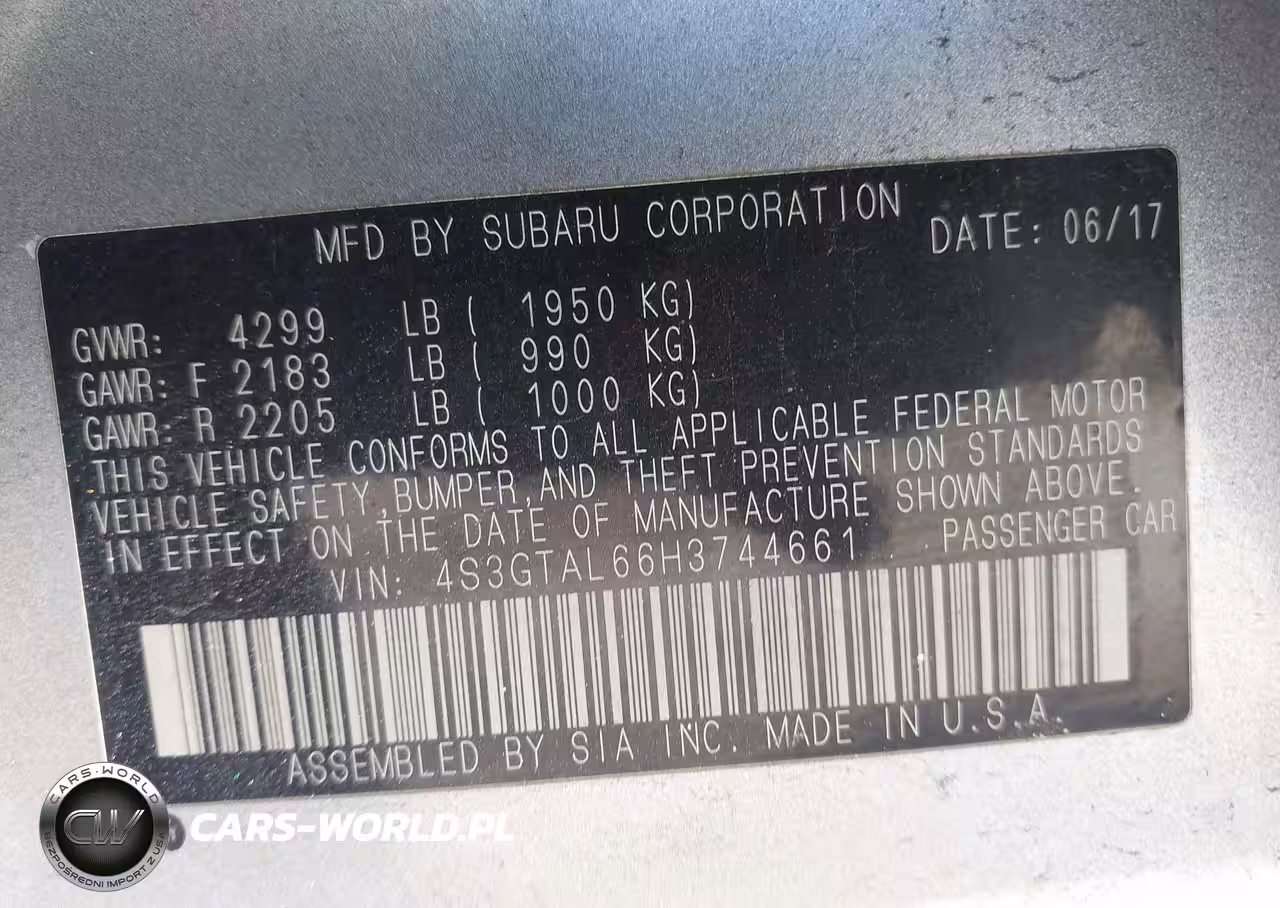 MFD BY SUBARU CORPORATION DATE: 06/17
GVWR: 4299 LB ( 1950 KG)
GAWR: F 2183 LB ( 990 KG)
GAWR: R 2205 LB ( 1000 KG)
THIS VEHICLE CONFORMS TO ALL APPLICABLE FEDERAL MOTOR
VEHICLE SAFETY, BUMPER, AND THEFT PREVENTION STANDARDS
IN EFFECT ON THE DATE OF MANUFACTURE SHOWN ABOVE.
VIN: 4S3GTAL66H3744661 PASSENGER CAR
ASSEMBLED BY SIA INC. MADE IN U.S.A.
CARS-WORLD
CW
BEZPOŚREDNI IMPORT Z USA
CARS-WORLD.PL